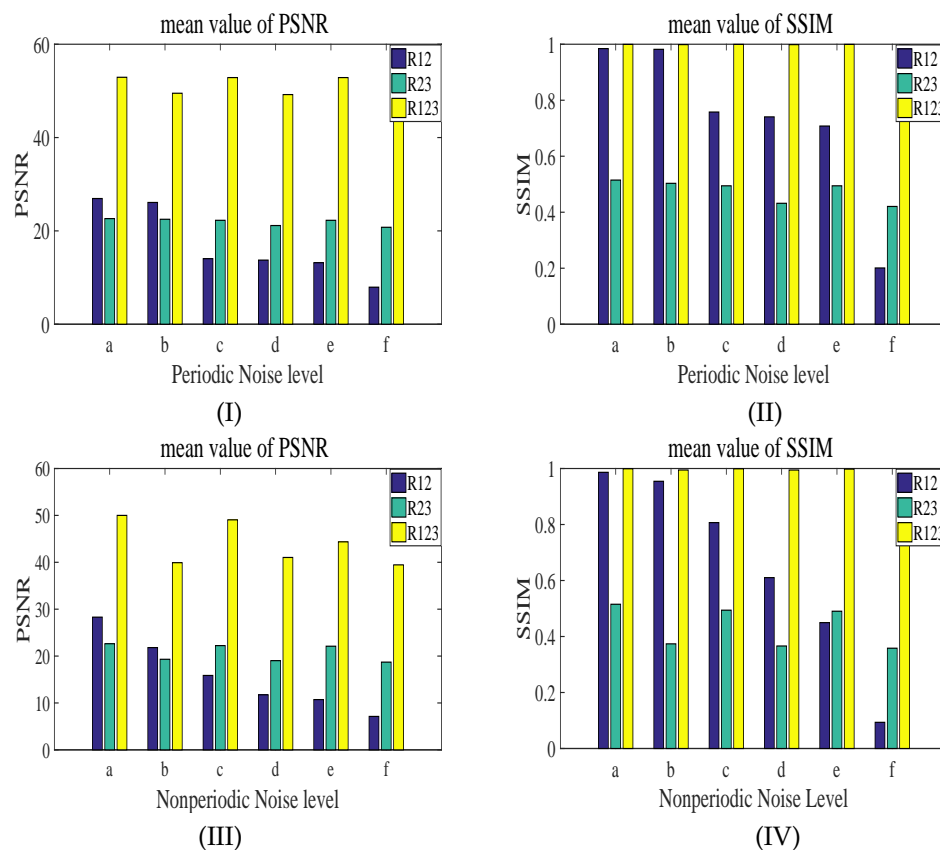 mean value of PSNR
60
40
20
0
PSNR
R12
R23
R123
a b c d e f
Periodic Noise level
(I)
mean value of SSIM
1
0.8
0.6
0.4
0.2
0
SSIM
R12
R23
R123
a b c d e f
Periodic Noise level
(II)
mean value of PSNR
60
50
40
30
20
10
0
PSNR
R12
R23
R123
a b c d e f
Nonperiodic Noise level
(III)
mean value of SSIM
1
0.8
0.6
0.4
0.2
0
SSIM
R12
R23
R123
a b c d e f
Nonperiodic Noise Level
(IV)